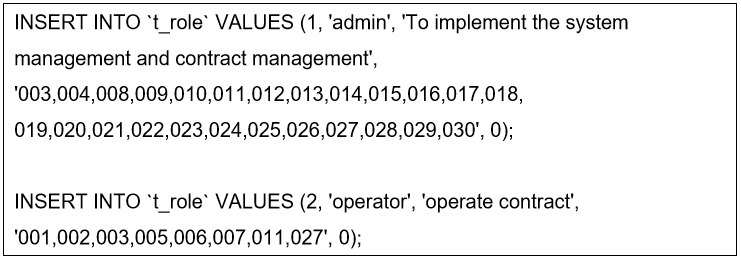 INSERT INTO `t_role` VALUES (1, 'admin', 'To implement the system
management and contract management',
'003,004,008,009,010,011,012,013,014,015,016,017,018,
019,020,021,022,023,024,025,026,027,028,029,030', 0);
INSERT INTO `t_role` VALUES (2, 'operator', 'operate contract',
'001,002,003,005,006,007,011,027', 0);